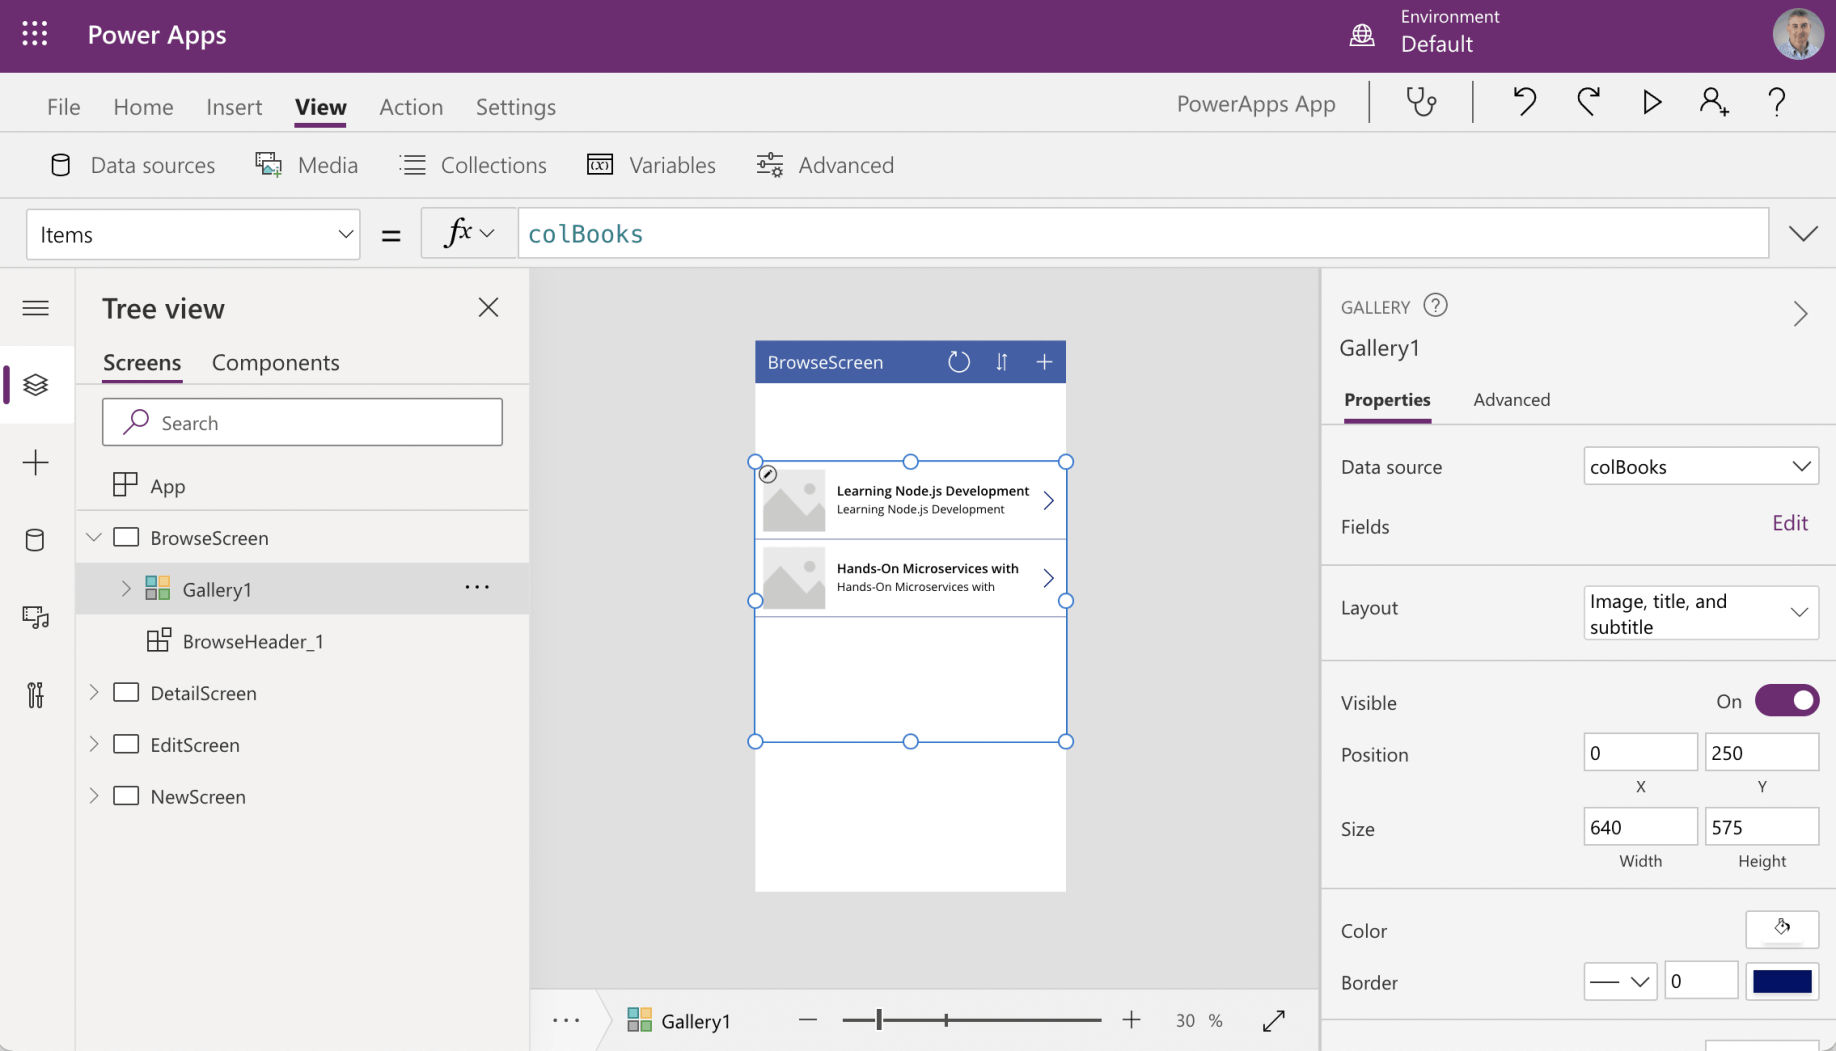 Power Apps
Environment
Default
File Home Insert View Action Settings
PowerApps App
Data sources Media Collections Variables Advanced
Items = fx colBooks
Tree view
Screens Components
Search
App
BrowseScreen
Gallery1
BrowseHeader_1
DetailScreen
EditScreen
NewScreen
BrowseScreen
Learning Node.js Development
Learning Node.js Development
Hands-On Microservices with
Hands-On Microservices with
Gallery1
30 %
GALLERY
Gallery1
Properties Advanced
Data source colBooks
Fields Edit
Layout Image, title, and
subtitle
Visible On
Position 0 250
X Y
Size 640 575
Width Height
Color
Border 0